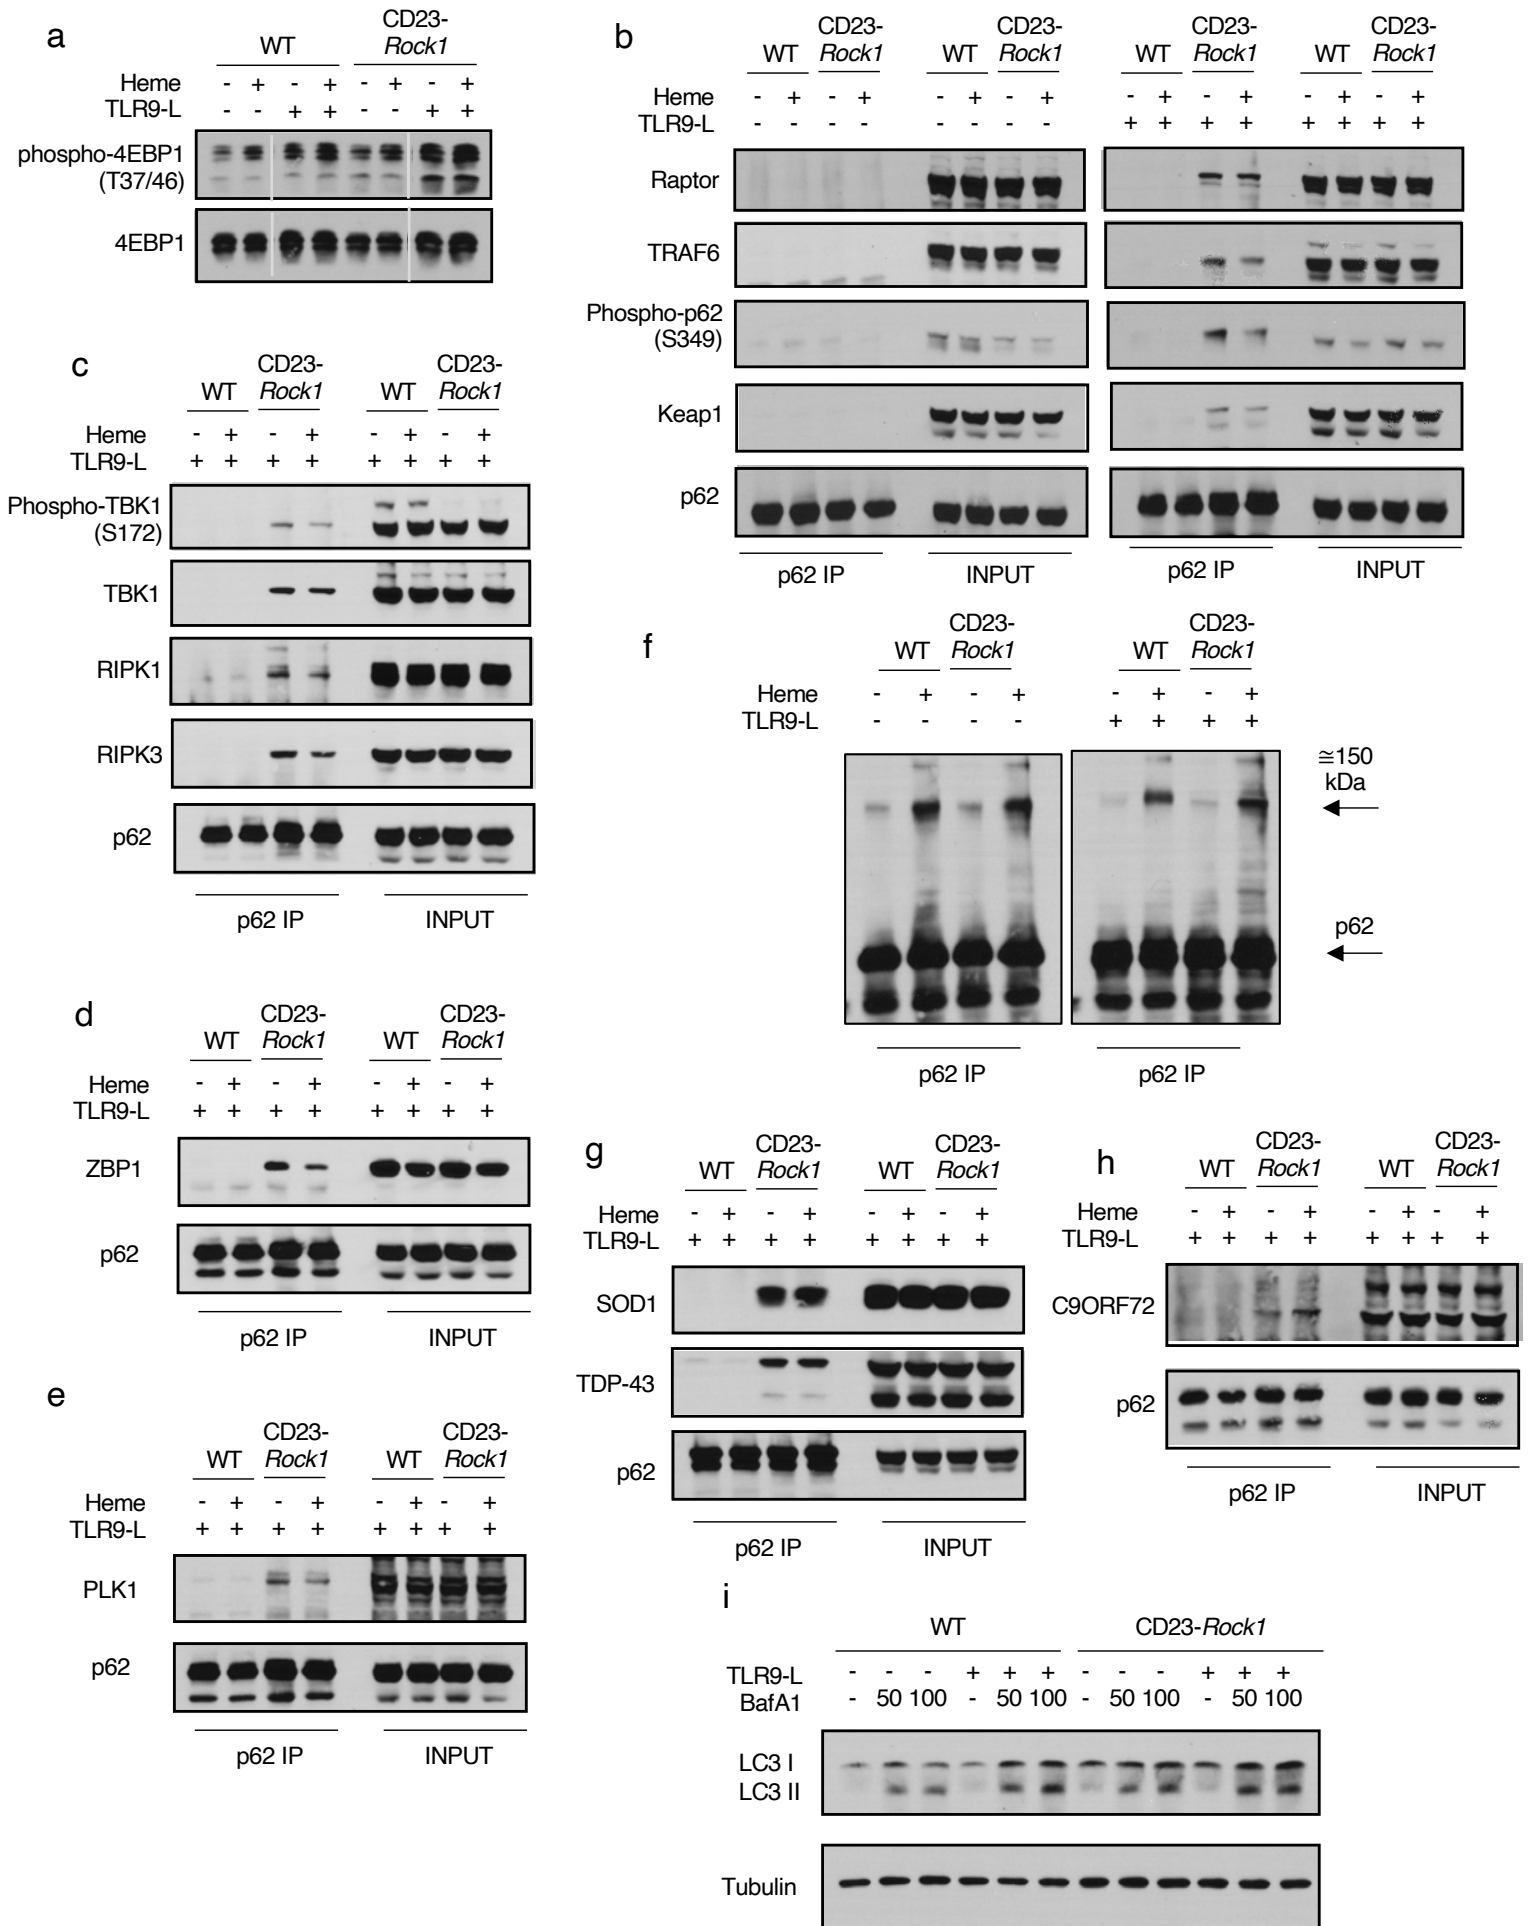 a
WT
CD23-
Rock1
Heme - + - + - + - +
TLR9-L - - + + - - + +
phospho-4EBP1
(T37/46)
4EBP1
b
WT CD23-Rock1 WT CD23-Rock1 WT CD23-Rock1 WT CD23-Rock1
Heme - + - + - + - + - + - + - + - +
TLR9-L - - - - - - - - + + + + + + + +
Raptor
TRAF6
Phospho-p62
(S349)
Keap1
p62
p62 IP INPUT p62 IP INPUT
c
WT CD23-Rock1 WT CD23-Rock1
Heme - + - + - + - +
TLR9-L + + + + + + + +
Phospho-TBK1
(S172)
TBK1
RIPK1
RIPK3
p62
p62 IP INPUT
d
WT CD23-Rock1 WT CD23-Rock1
Heme - + - + - + - +
TLR9-L + + + + + + + +
ZBP1
p62
p62 IP INPUT
e
WT CD23-Rock1 WT CD23-Rock1
Heme - + - + - + - +
TLR9-L + + + + + + + +
PLK1
p62
p62 IP INPUT
f
WT CD23-Rock1 WT CD23-Rock1
Heme - + - + - + - +
TLR9-L - - - - + + + +
≅150
kDa
p62
p62 IP p62 IP
g
WT CD23-Rock1 WT CD23-Rock1
Heme - + - + - + - +
TLR9-L + + + + + + + +
SOD1
TDP-43
p62
p62 IP INPUT
h
WT CD23-Rock1 WT CD23-Rock1
Heme - + - + - + - +
TLR9-L + + + + + + + +
C9ORF72
p62
p62 IP INPUT
i
WT CD23-Rock1
TLR9-L - - - + + + - - - + + +
BafA1 - 50 100 - 50 100 - 50 100 - 50 100
LC3 I
LC3 II
Tubulin